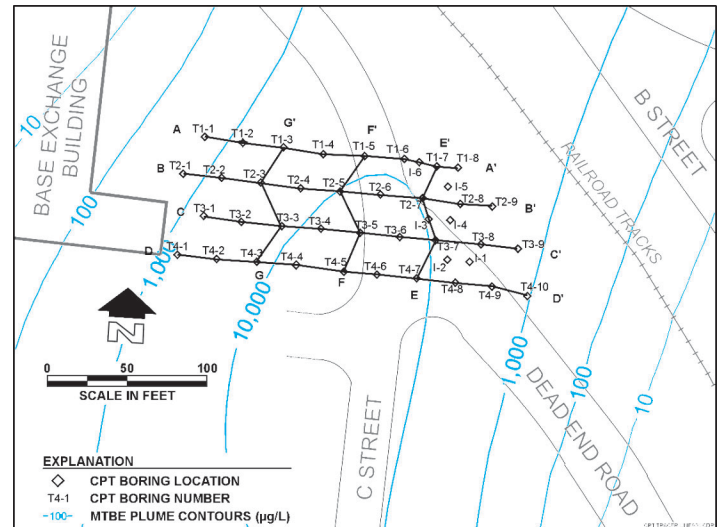 BASE EXCHANGE
BUILDING
B STREET
RAILROAD TRACKS
C STREET
DEAD END ROAD
10
100
1,000
10,000
1,000
100
10
A
T1-1
T1-2
T1-3
G'
T1-4
T1-5
F'
T1-6
I-6
E'
T1-7
T1-8
A'
B
T2-1
T2-2
T2-3
T2-4
T2-5
T2-6
T2-7
I-5
T2-8
T2-9
B'
C
T3-1
T3-2
T3-3
T3-4
T3-5
T3-6
I-3
I-4
T3-7
T3-8
T3-9
C'
D
T4-1
T4-2
T4-3
G
T4-4
T4-5
F
T4-6
T4-7
E
I-2
I-1
T4-8
T4-9
T4-10
D'
N
0 50 100
SCALE IN FEET
EXPLANATION
CPT BORING LOCATION
T4-1 CPT BORING NUMBER
100 MTBE PLUME CONTOURS (µg/L)